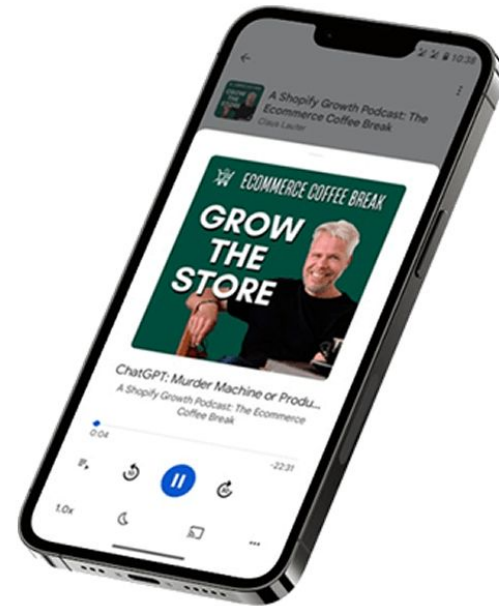 10:38
A Shopify Growth Podcast: The
Ecommerce Coffee Break
Claus Lauter
ECOMMERCE COFFEE BREAK
GROW
THE
STORE
ChatGPT: Murder Machine or Produ...
A Shopify Growth Podcast: The Ecommerce
Coffee Break
0:04
-22:31
1.0x